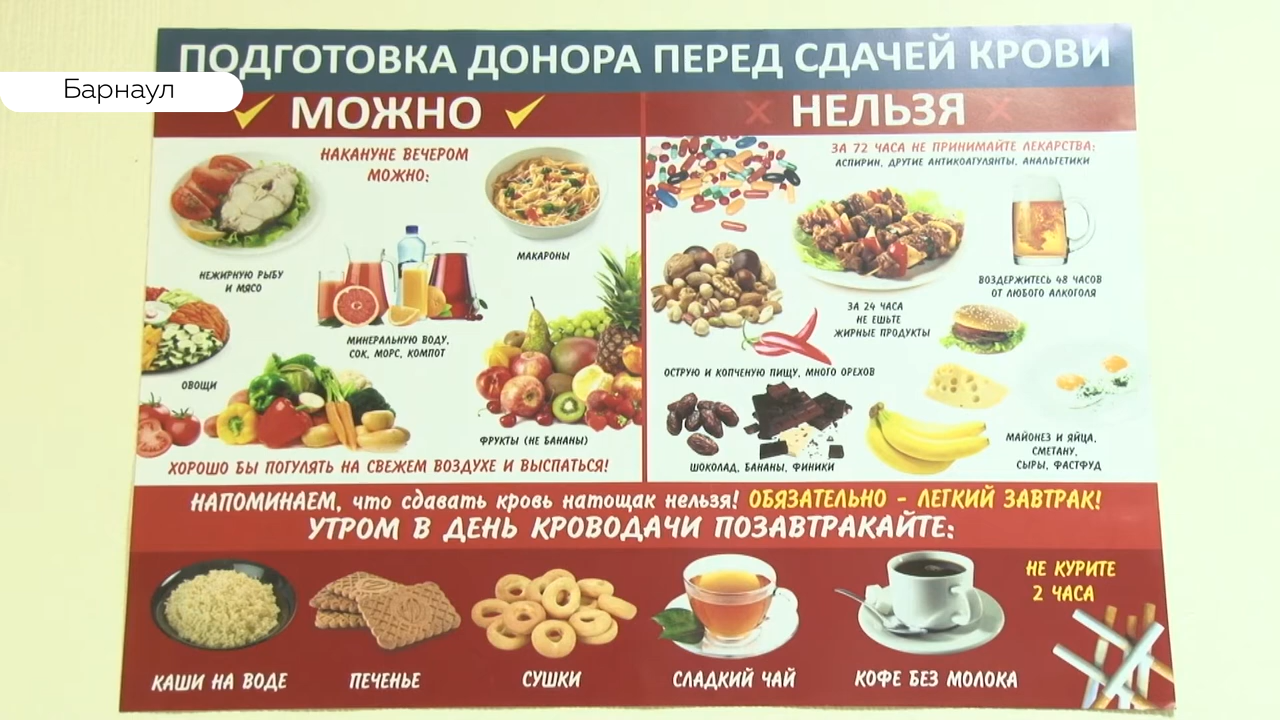 ПОДГОТОВКА ДОНОРА ПЕРЕД СДАЧЕЙ КРОВИ
Барнаул
МОЖНО
НЕЛЬЗЯ
НАКАНУНЕ ВЕЧЕРОМ
МОЖНО:
НЕЖИРНУЮ РЫБУ
И МЯСО
МАКАРОНЫ
МИНЕРАЛЬНУЮ ВОДУ,
СОК, МОРС, КОМПОТ
ОВОЩИ
ФРУКТЫ (НЕ БАНАНЫ)
ХОРОШО БЫ ПОГУЛЯТЬ НА СВЕЖЕМ ВОЗДУХЕ И ВЫСПАТЬСЯ!
ЗА 72 ЧАСА НЕ ПРИНИМАЙТЕ ЛЕКАРСТВА:
АСПИРИН, ДРУГИЕ АНТИКОАГУЛЯНТЫ, АНАЛЬГЕТИКИ
ВОЗДЕРЖИТЕСЬ 48 ЧАСОВ
ОТ ЛЮБОГО АЛКОГОЛЯ
ЗА 24 ЧАСА
НЕ ЕШЬТЕ
ЖИРНЫЕ ПРОДУКТЫ
ОСТРУЮ И КОПЧЕНУЮ ПИЩУ, МНОГО ОРЕХОВ
ШОКОЛАД, БАНАНЫ, ФИНИКИ
МАЙОНЕЗ И ЯЙЦА,
СМЕТАНУ,
СЫРЫ, ФАСТФУД
НАПОМИНАЕМ, что сдавать кровь натощак нельзя! ОБЯЗАТЕЛЬНО - ЛЕГКИЙ ЗАВТРАК!
УТРОМ В ДЕНЬ КРОВОДАЧИ ПОЗАВТРАКАЙТЕ:
НЕ КУРИТЕ
2 ЧАСА
КАШИ НА ВОДЕ
ПЕЧЕНЬЕ
СУШКИ
СЛАДКИЙ ЧАЙ
КОФЕ БЕЗ МОЛОКА